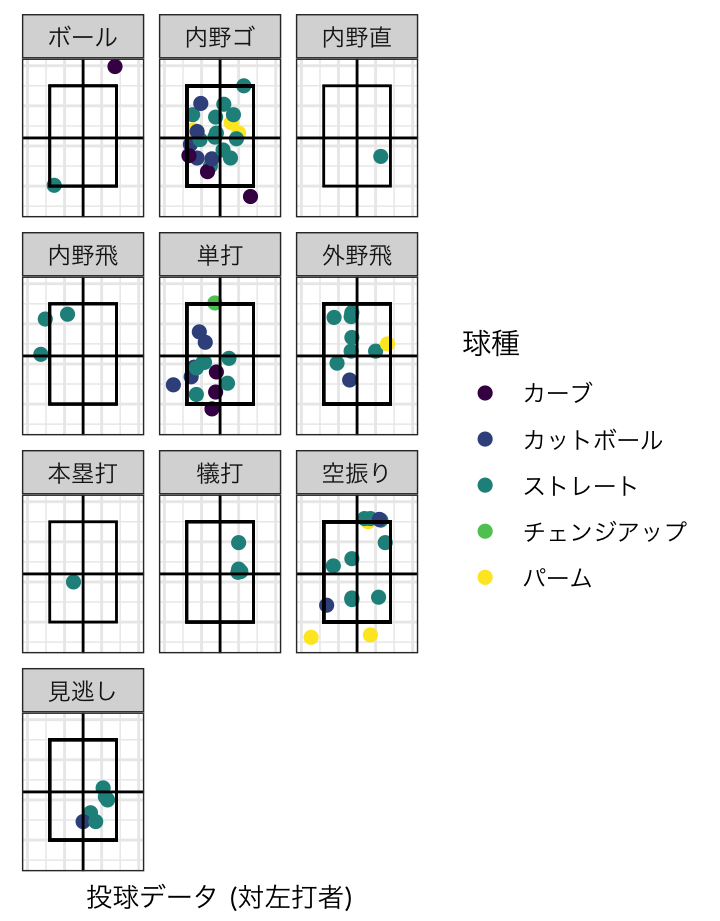 ボール
内野ゴ
内野直
内野飛
単打
外野飛
本塁打
犠打
空振り
見逃し
球種
カーブ
カットボール
ストレート
チェンジアップ
パーム
投球データ (対左打者)